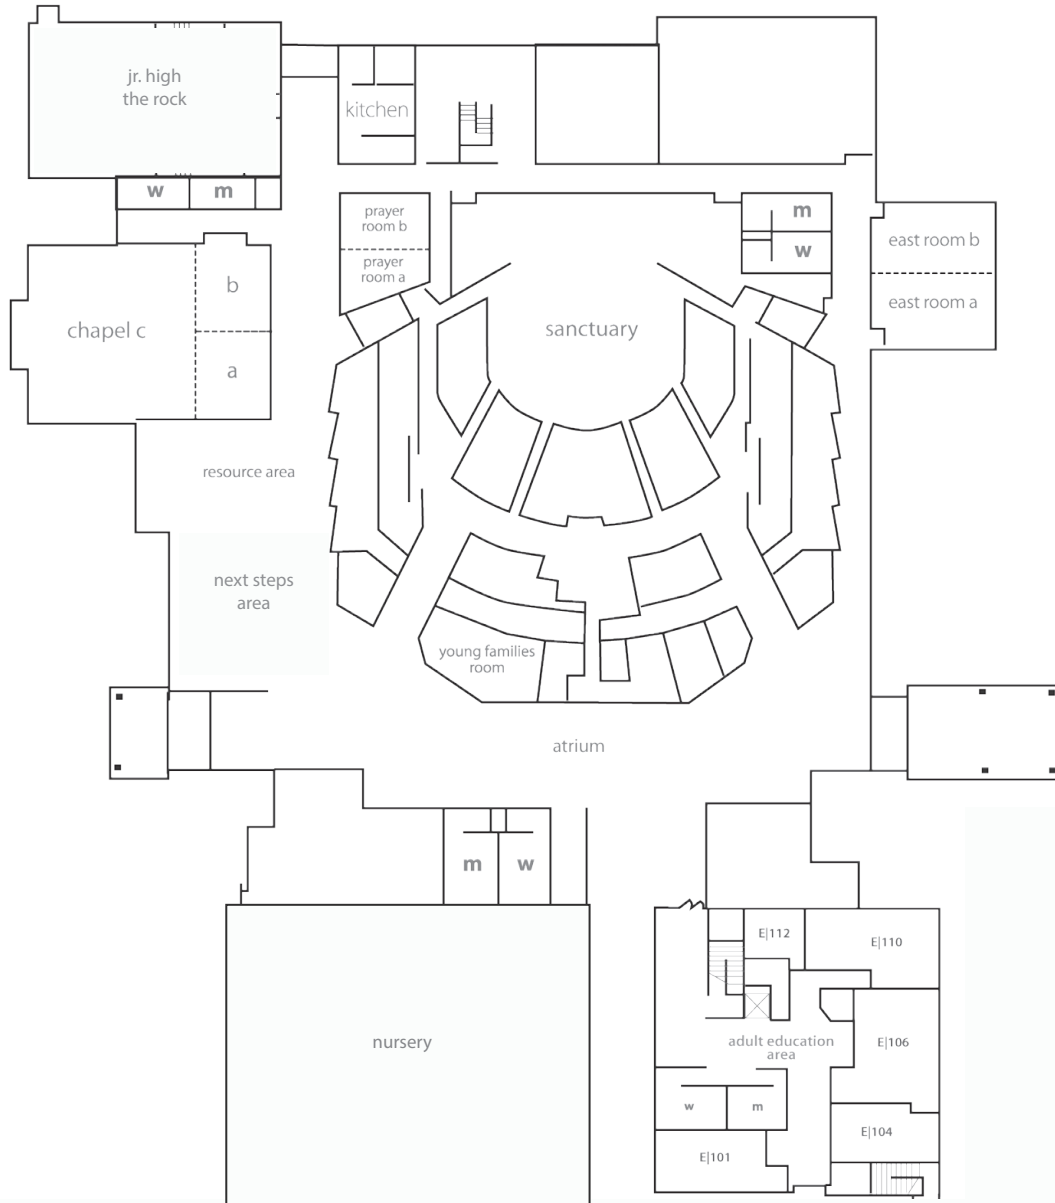 jr. high
the rock
kitchen
w
m
prayer
room b
prayer
room a
m
w
east room b
east room a
b
chapel c
a
sanctuary
resource area
next steps
area
young families
room
atrium
m
w
E|112
E|110
nursery
adult education
area
E|106
w
m
E|104
E|101